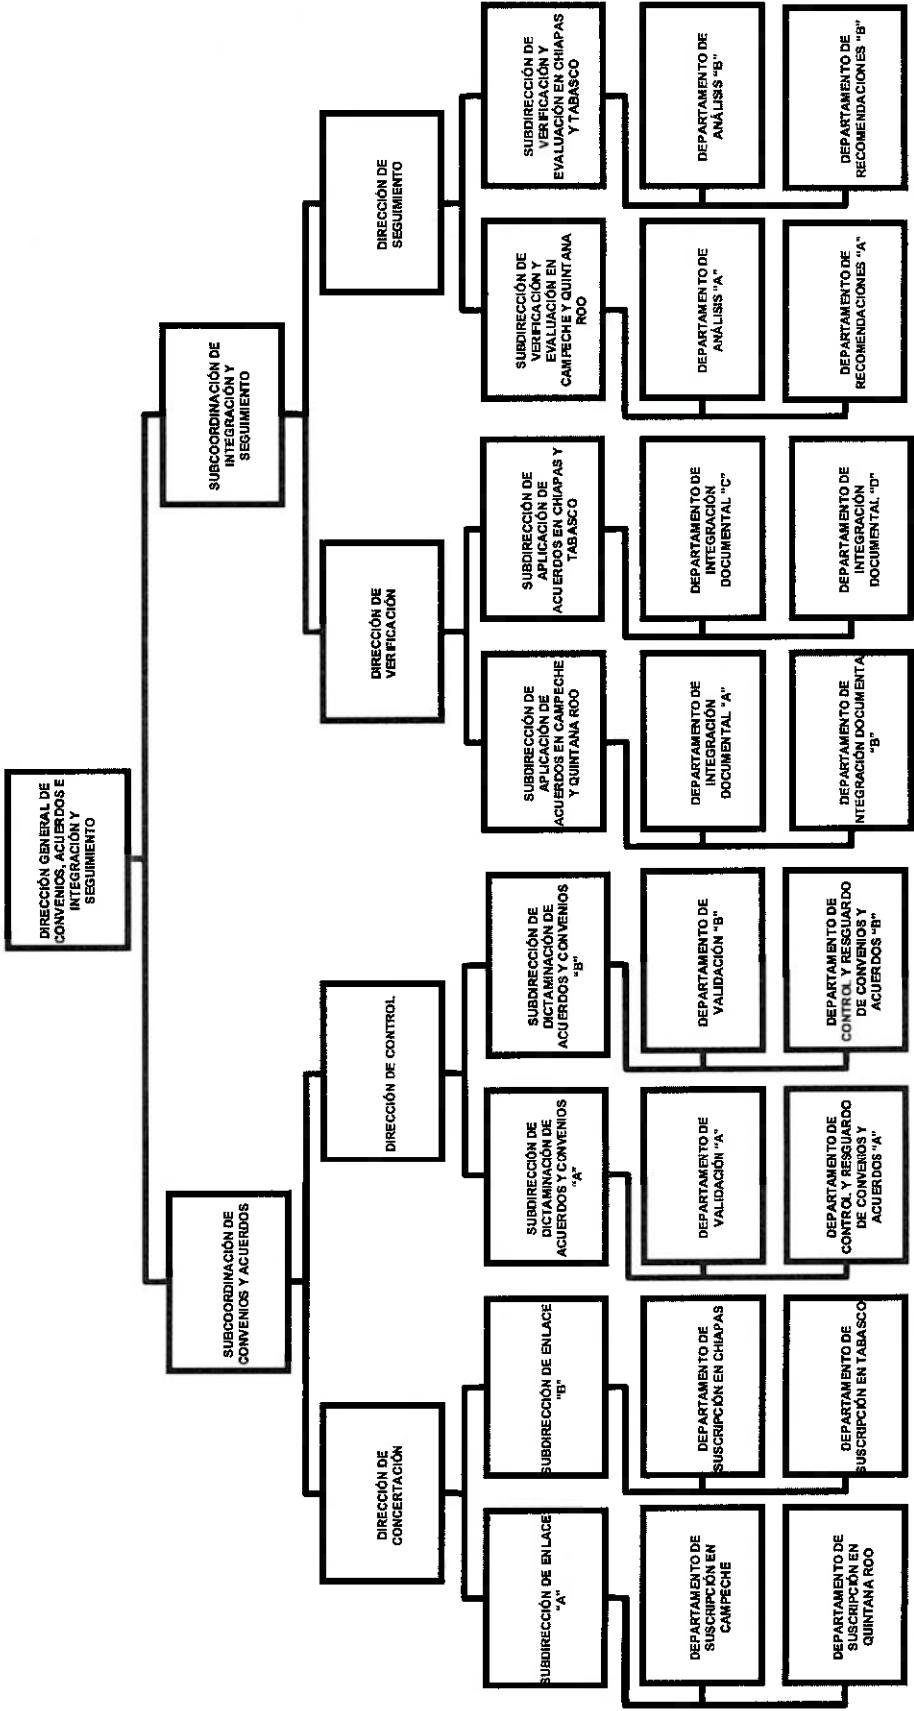 DIRECCIÓN GENERAL DE
CONVENIOS, ACUERDOS E
INTEGRACIÓN Y
SEGUIMIENTO
SUBCOORDINACIÓN DE
CONVENIOS Y ACUERDOS
SUBCOORDINACIÓN DE
INTEGRACIÓN Y
SEGUIMIENTO
DIRECCIÓN DE
CONCERTACIÓN
DIRECCIÓN DE CONTROL
DIRECCIÓN DE
VERIFICACIÓN
DIRECCIÓN DE
SEGUIMIENTO
SUBDIRECCIÓN DE ENLACE
"A"
SUBDIRECCIÓN DE ENLACE
"B"
SUBDIRECCIÓN DE
DICTAMINACIÓN DE
ACUERDOS Y CONVENIOS
"A"
SUBDIRECCIÓN DE
DICTAMINACIÓN DE
ACUERDOS Y CONVENIOS
"B"
SUBDIRECCIÓN DE
APLICACIÓN DE
ACUERDOS EN CAMPECHE
Y QUINTANA ROO
SUBDIRECCIÓN DE
APLICACIÓN DE
ACUERDOS EN CHIAPAS Y
TABASCO
SUBDIRECCIÓN DE
VERIFICACIÓN Y
EVALUACIÓN EN
CAMPECHE Y QUINTANA
ROO
SUBDIRECCIÓN DE
VERIFICACIÓN Y
EVALUACIÓN EN CHIAPAS
Y TABASCO
DEPARTAMENTO DE
SUSCRIPCIÓN EN
CAMPECHE
DEPARTAMENTO DE
SUSCRIPCIÓN EN CHIAPAS
DEPARTAMENTO DE
VALIDACIÓN "A"
DEPARTAMENTO DE
VALIDACIÓN "B"
DEPARTAMENTO DE
INTEGRACIÓN
DOCUMENTAL "A"
DEPARTAMENTO DE
INTEGRACIÓN
DOCUMENTAL "C"
DEPARTAMENTO DE
ANÁLISIS "A"
DEPARTAMENTO DE
ANÁLISIS "B"
DEPARTAMENTO DE
SUSCRIPCIÓN EN
QUINTANA ROO
DEPARTAMENTO DE
SUSCRIPCIÓN EN TABASCO
DEPARTAMENTO DE
CONTROL Y RESGUARDO
DE CONVENIOS Y
ACUERDOS "A"
DEPARTAMENTO DE
CONTROL Y RESGUARDO
DE CONVENIOS Y
ACUERDOS "B"
DEPARTAMENTO DE
NTEGRACIÓN DOCUMENTA
"B"
DEPARTAMENTO DE
INTEGRACIÓN
DOCUMENTAL "D"
DEPARTAMENTO DE
RECOMENDACIONES "A"
DEPARTAMENTO DE
RECOMENDACIONES "B"